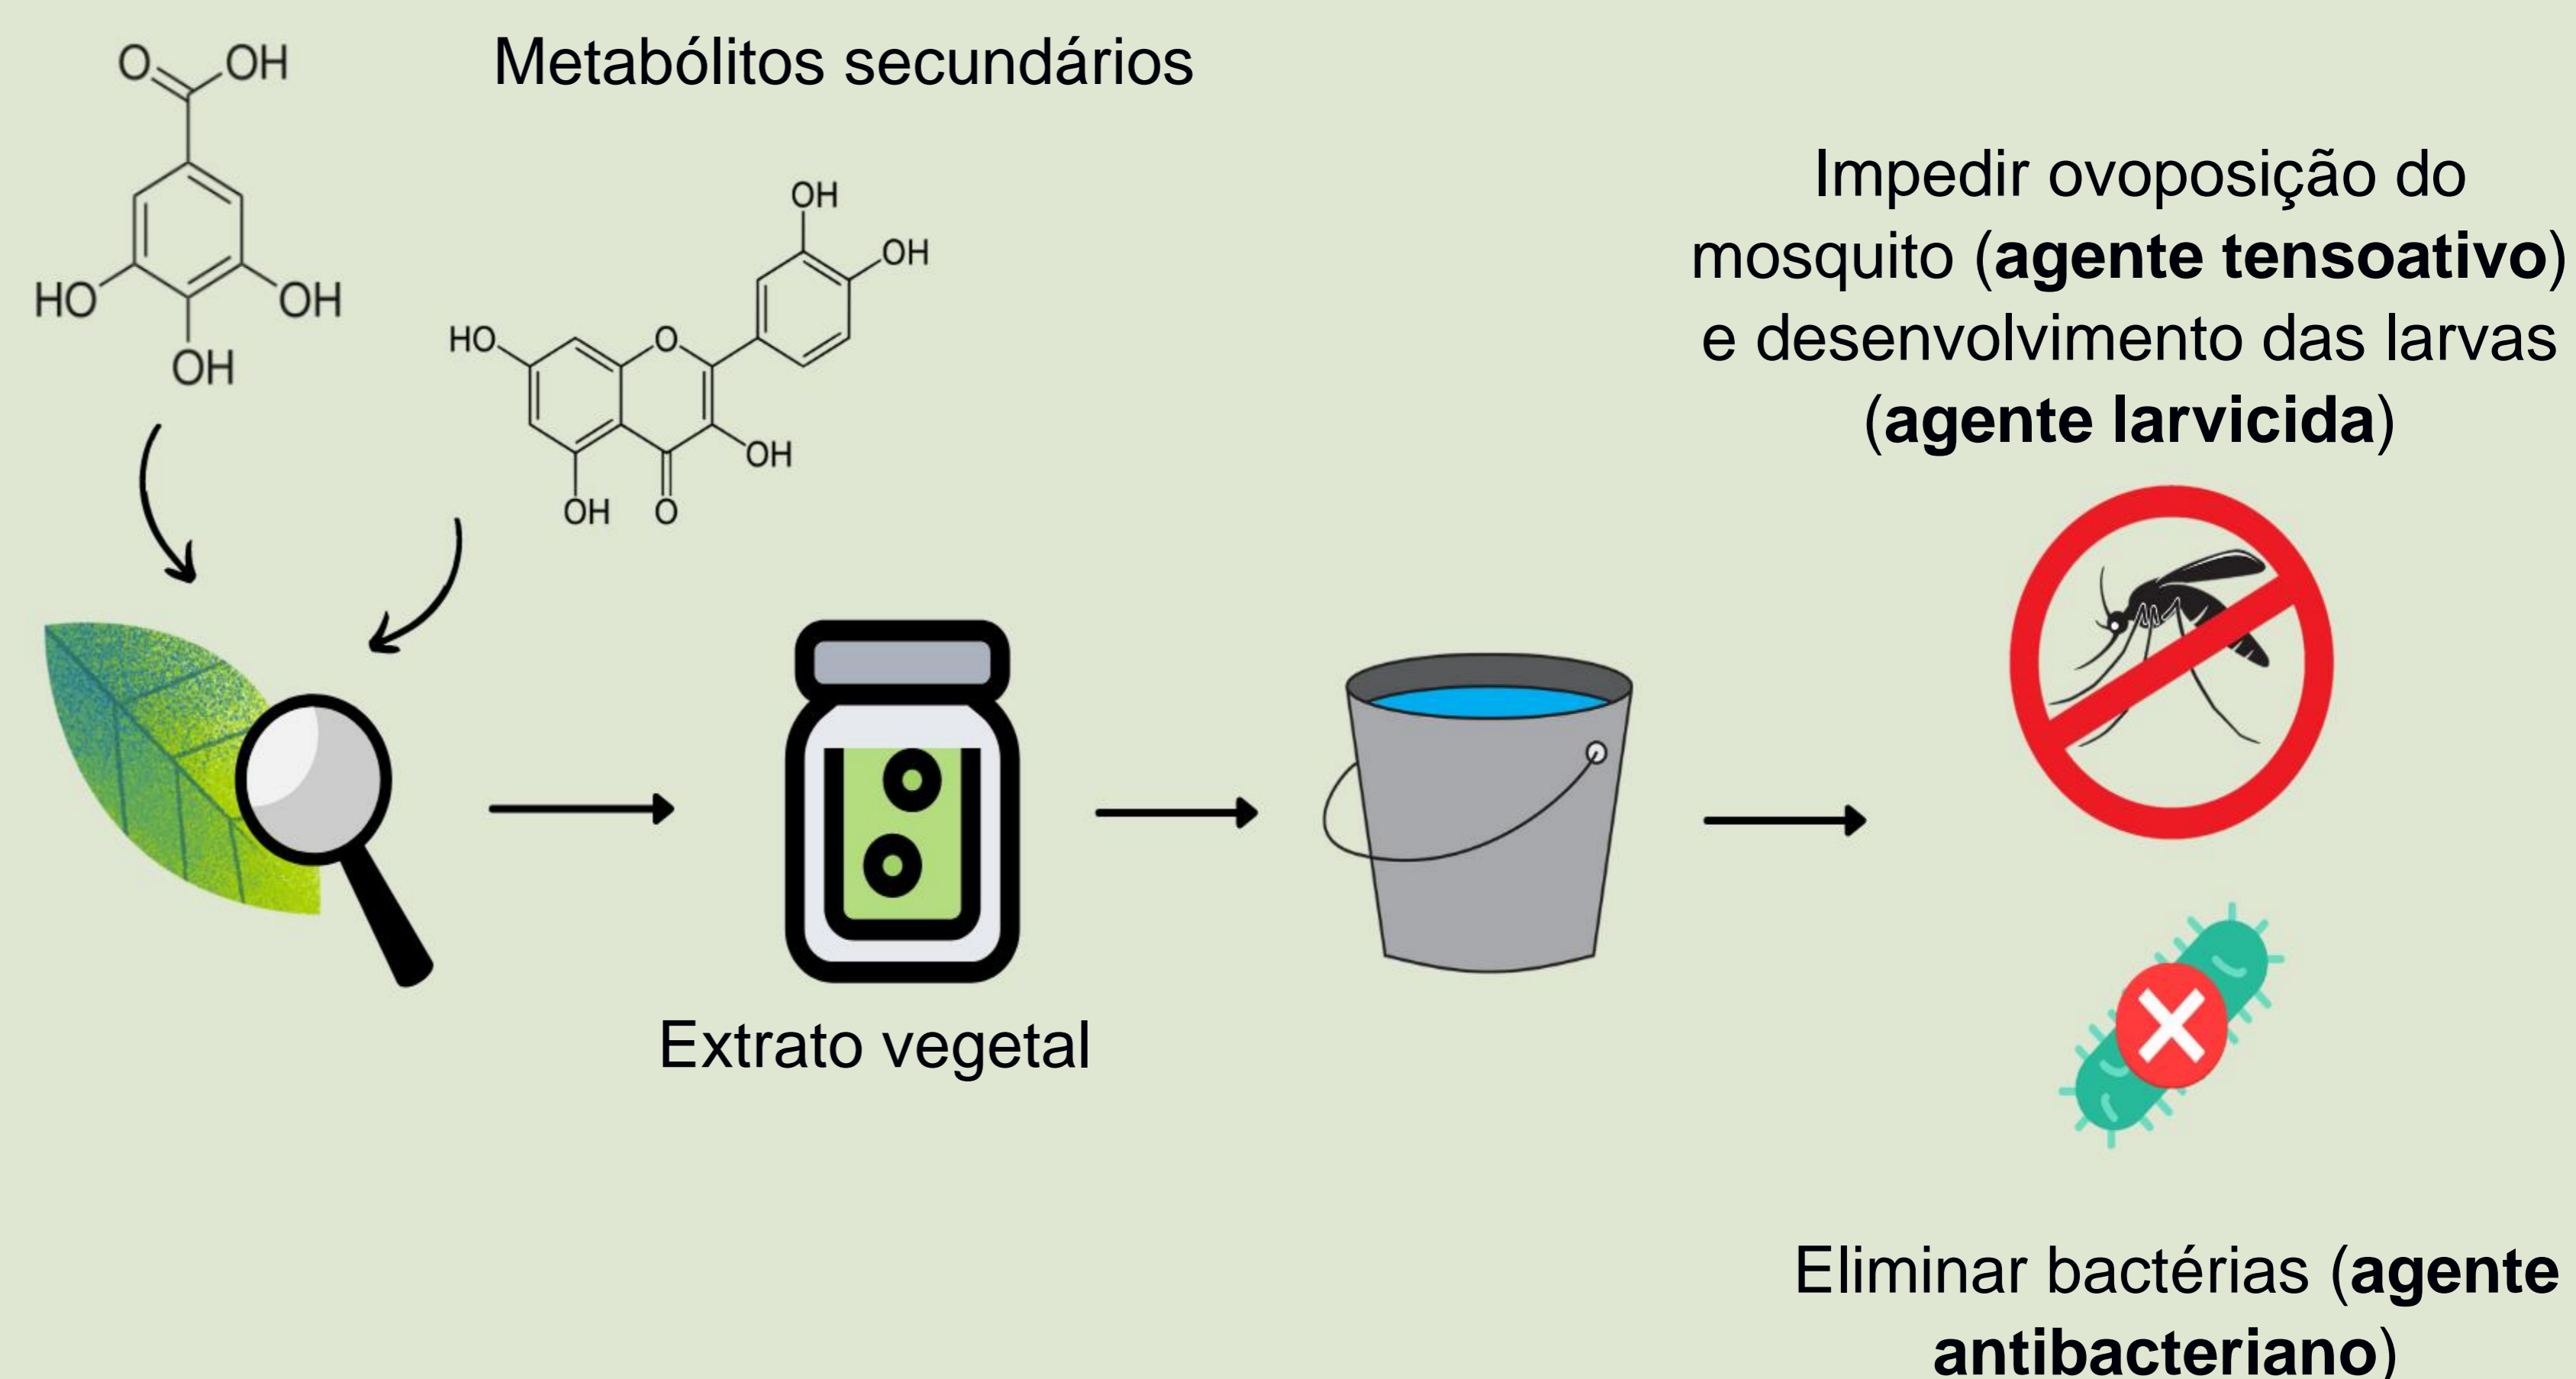 Metabólitos secundários
O
OH
HO
OH
OH
OH
OH
HO
O
OH
OH
O
Impedir ovoposição do
mosquito (agente tensoativo)
e desenvolvimento das larvas
(agente larvicida)
Extrato vegetal
Eliminar bactérias (agente
antibacteriano)